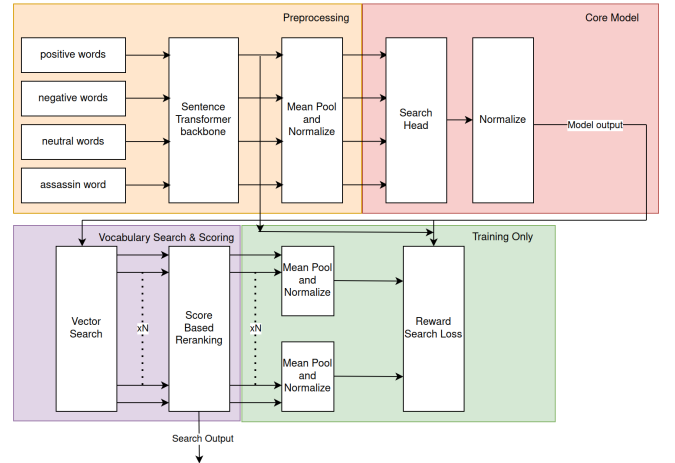 Preprocessing
Core Model
positive words
negative words
neutral words
assassin word
Sentence
Transformer
backbone
Mean Pool
and
Normalize
Search
Head
Normalize
Model output
Vocabulary Search & Scoring
Training Only
Vector
Search
xN
Score
Based
Reranking
xN
Mean Pool
and
Normalize
Mean Pool
and
Normalize
Reward
Search Loss
Search Output